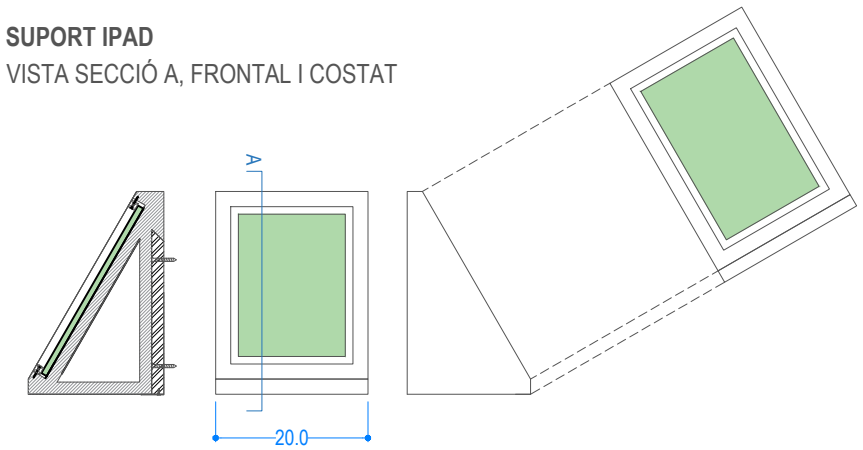 SUPORT IPAD
VISTA SECCIÓ A, FRONTAL I COSTAT
A
20.0